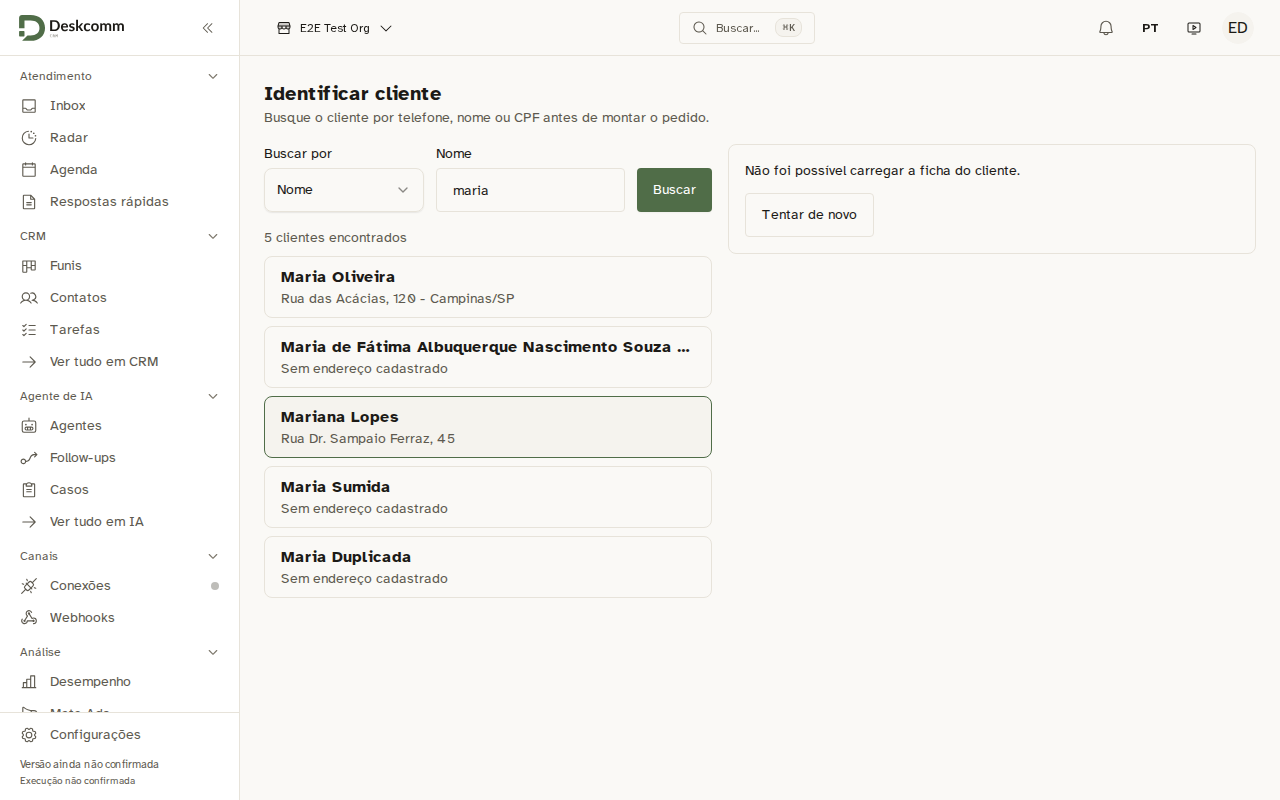 Deskcomm
E2E Test Org
Buscar...
⌘K
PT
ED
Atendimento
Inbox
Radar
Agenda
Respostas rápidas
CRM
Funis
Contatos
Tarefas
Ver tudo em CRM
Agente de IA
Agentes
Follow-ups
Casos
Ver tudo em IA
Canais
Conexões
Webhooks
Análise
Desempenho
Configurações
Versão ainda não confirmada
Execução não confirmada
Identificar cliente
Busque o cliente por telefone, nome ou CPF antes de montar o pedido.
Buscar por
Nome
Nome
maria
Buscar
5 clientes encontrados
Maria Oliveira
Rua das Acácias, 120 - Campinas/SP
Maria de Fátima Albuquerque Nascimento Souza ...
Sem endereço cadastrado
Mariana Lopes
Rua Dr. Sampaio Ferraz, 45
Maria Sumida
Sem endereço cadastrado
Maria Duplicada
Sem endereço cadastrado
Não foi possível carregar a ficha do cliente.
Tentar de novo